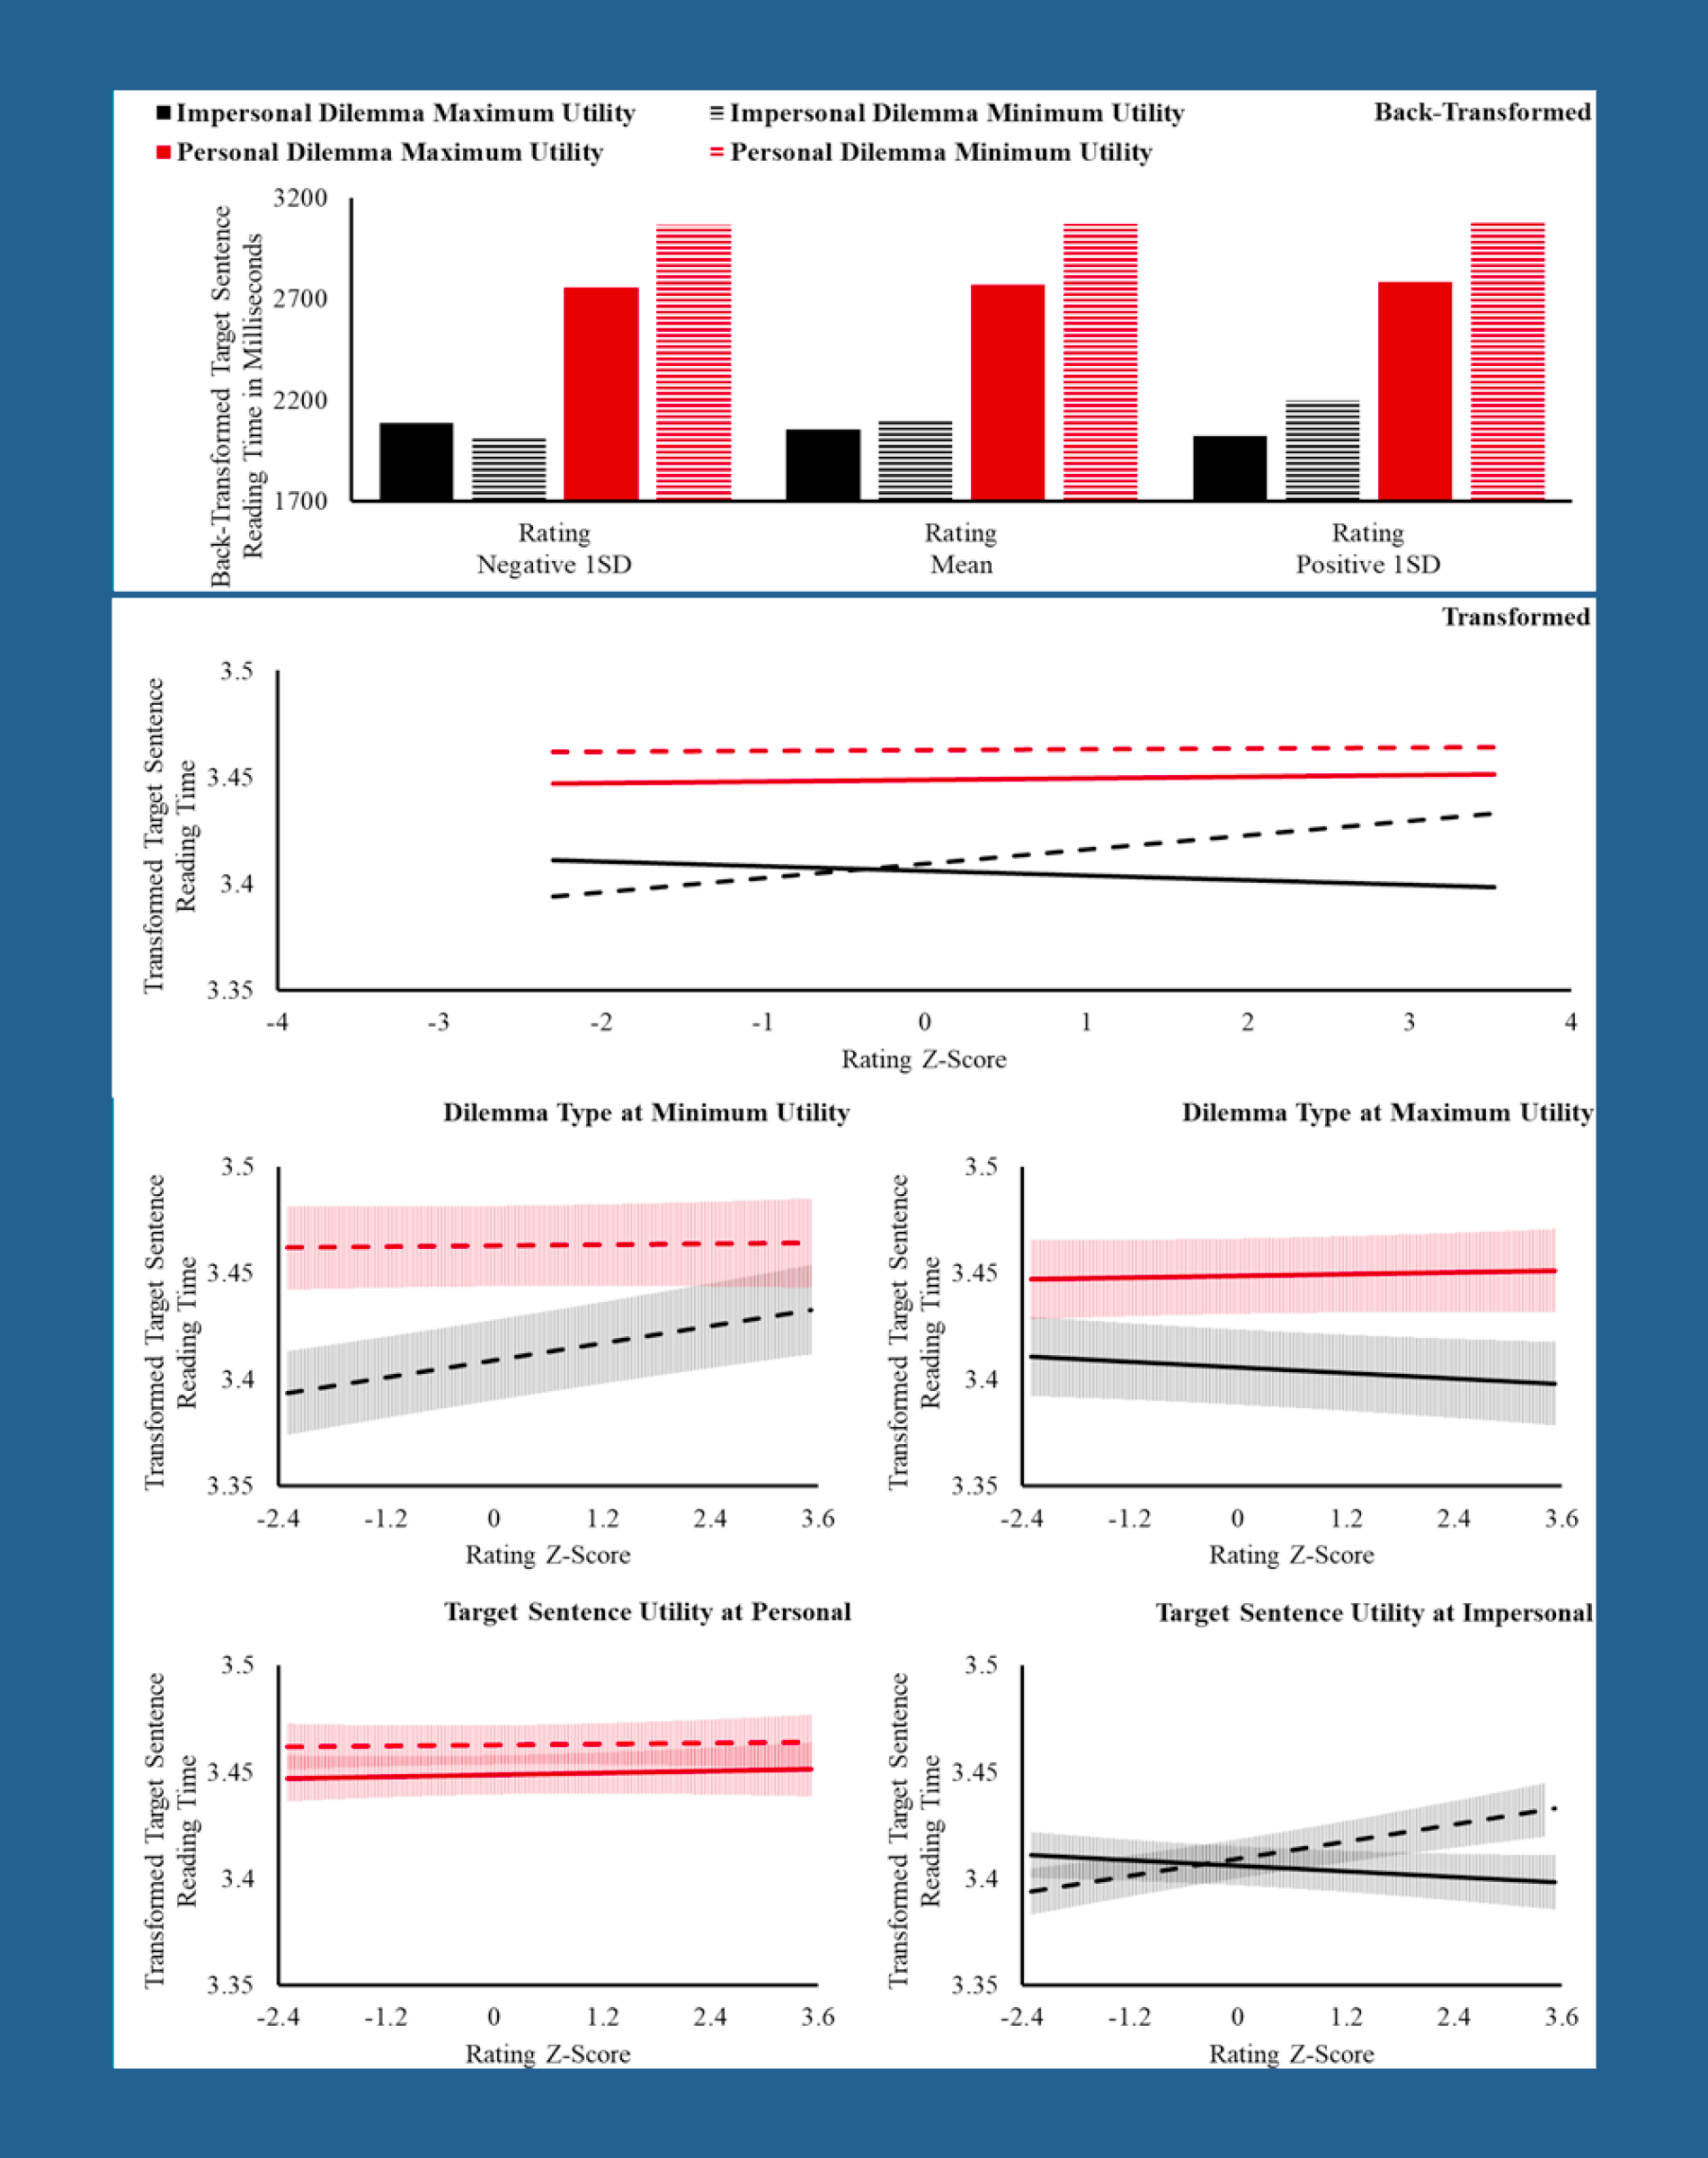 Impersonal Dilemma Maximum Utility
Impersonal Dilemma Minimum Utility
Back-Transformed
Personal Dilemma Maximum Utility
Personal Dilemma Minimum Utility
Back-Transformed Target Sentence
Reading Time in Milliseconds
3200
2700
2200
1700
Rating
Negative 1SD
Rating
Mean
Rating
Positive 1SD
Transformed
Transformed Target Sentence
Reading Time
3.5
3.45
3.4
3.35
-4
-3
-2
-1
0
1
2
3
4
Rating Z-Score
Dilemma Type at Minimum Utility
Transformed Target Sentence
Reading Time
3.5
3.45
3.4
3.35
-2.4
-1.2
0
1.2
2.4
3.6
Rating Z-Score
Dilemma Type at Maximum Utility
Transformed Target Sentence
Reading Time
3.5
3.45
3.4
3.35
-2.4
-1.2
0
1.2
2.4
3.6
Rating Z-Score
Target Sentence Utility at Personal
Transformed Target Sentence
Reading Time
3.5
3.45
3.4
3.35
-2.4
-1.2
0
1.2
2.4
3.6
Rating Z-Score
Target Sentence Utility at Impersonal
Transformed Target Sentence
Reading Time
3.5
3.45
3.4
3.35
-2.4
-1.2
0
1.2
2.4
3.6
Rating Z-Score